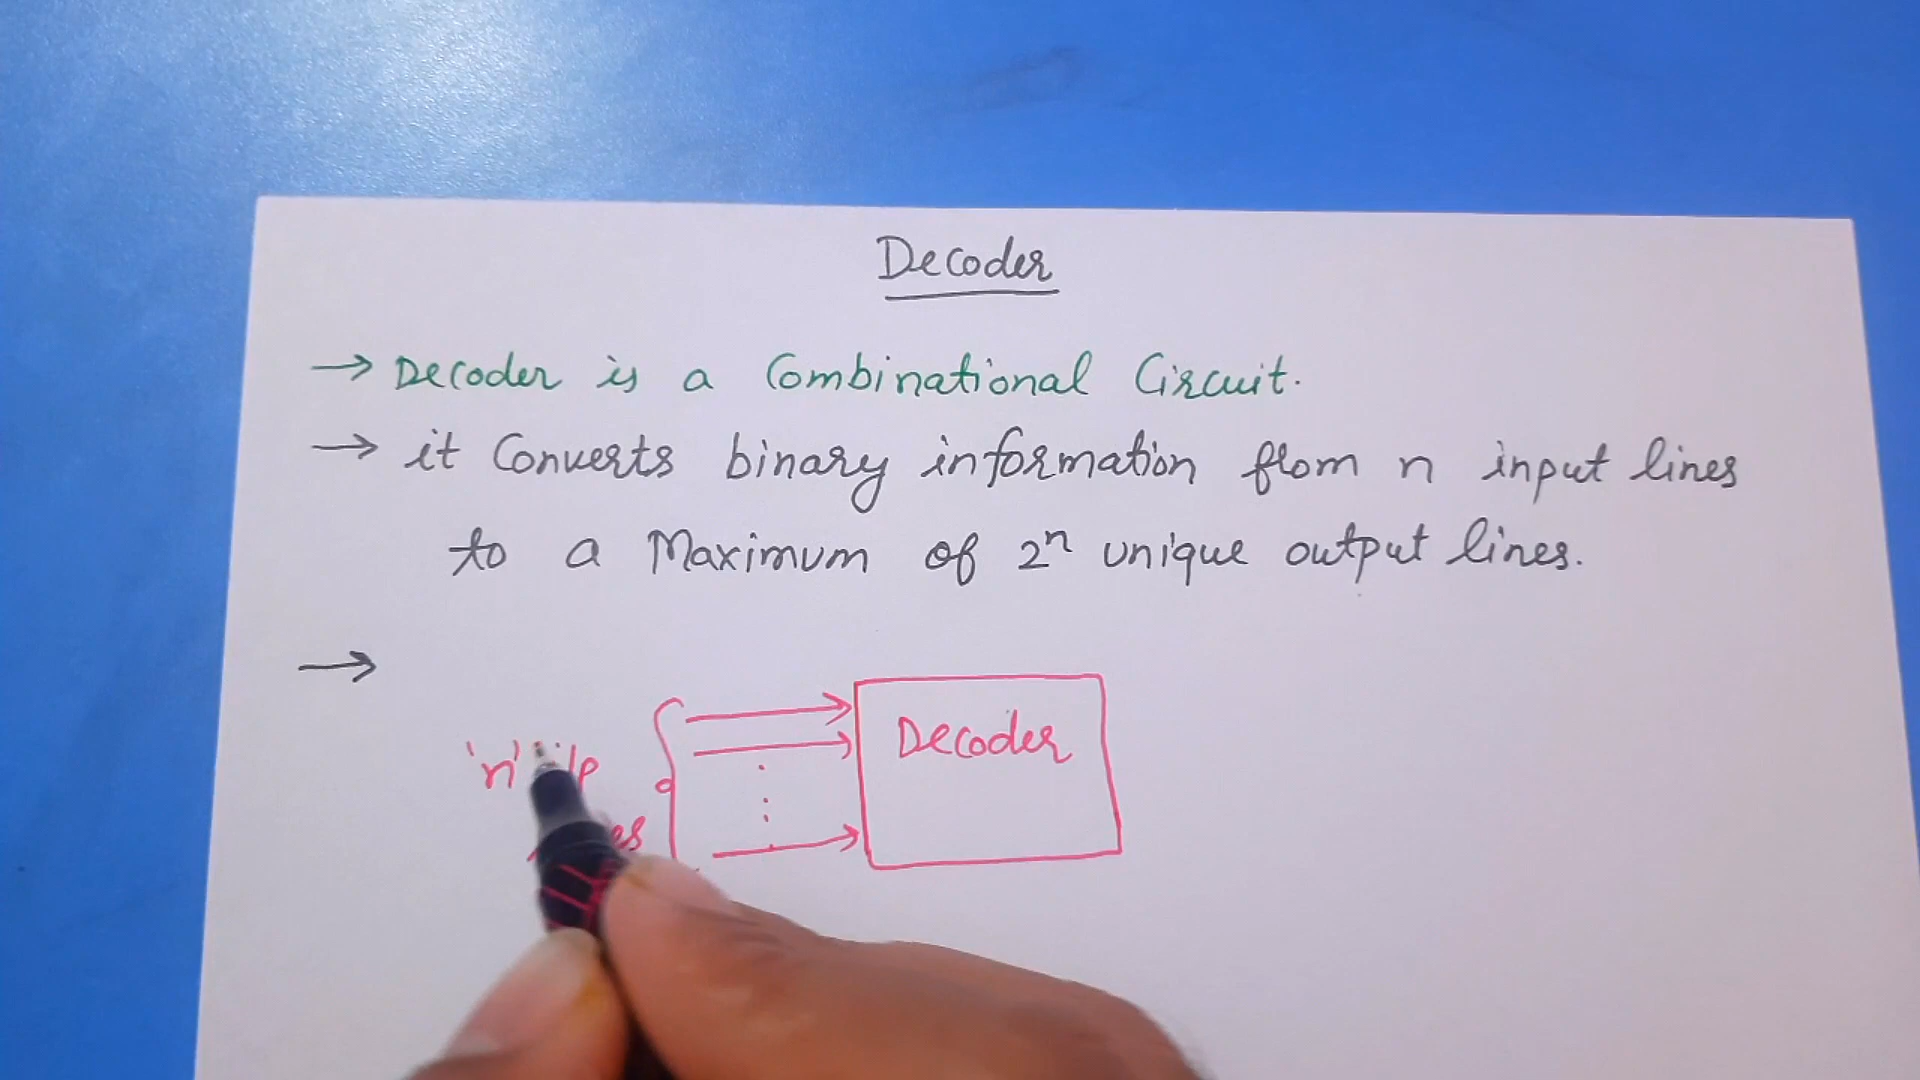 Decoder
→ Decoder is a Combinational Circuit.
→ it Converts binary information from n input lines
to a Maximum of 2ⁿ unique output lines.
→
'n' i/p
Decoder